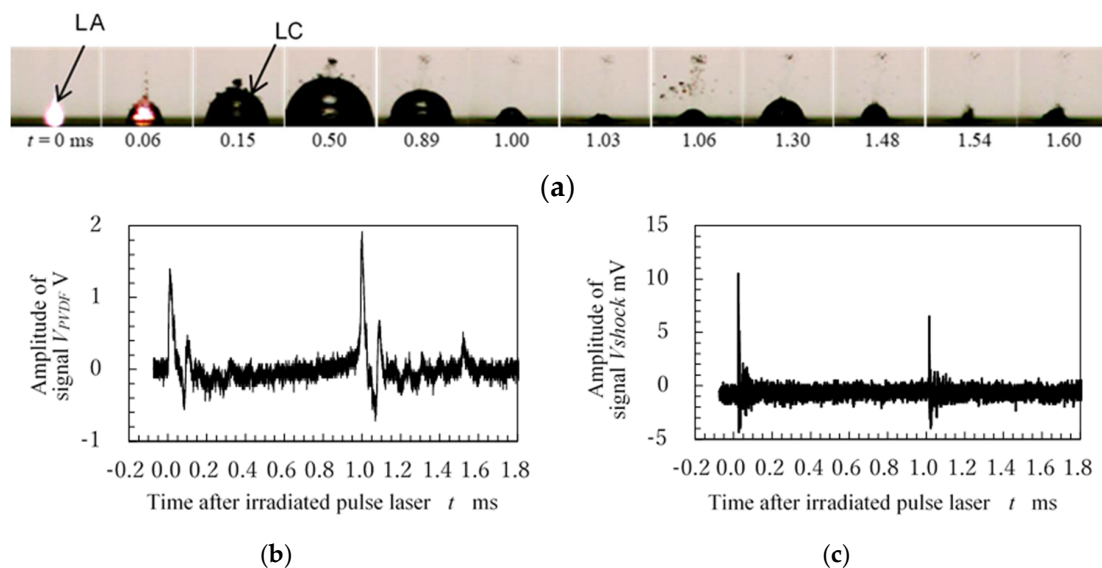 LA
LC
t = 0 ms 0.06 0.15 0.50 0.89 1.00 1.03 1.06 1.30 1.48 1.54 1.60
(a)
Amplitude of
signal VPVDF V
2
1
0
-1
-0.2 0.0 0.2 0.4 0.6 0.8 1.0 1.2 1.4 1.6 1.8
Time after irradiated pulse laser t ms
(b)
Amplitude of
signal Vshock mV
15
10
5
0
-5
-0.2 0.0 0.2 0.4 0.6 0.8 1.0 1.2 1.4 1.6 1.8
Time after irradiated pulse laser t ms
(c)